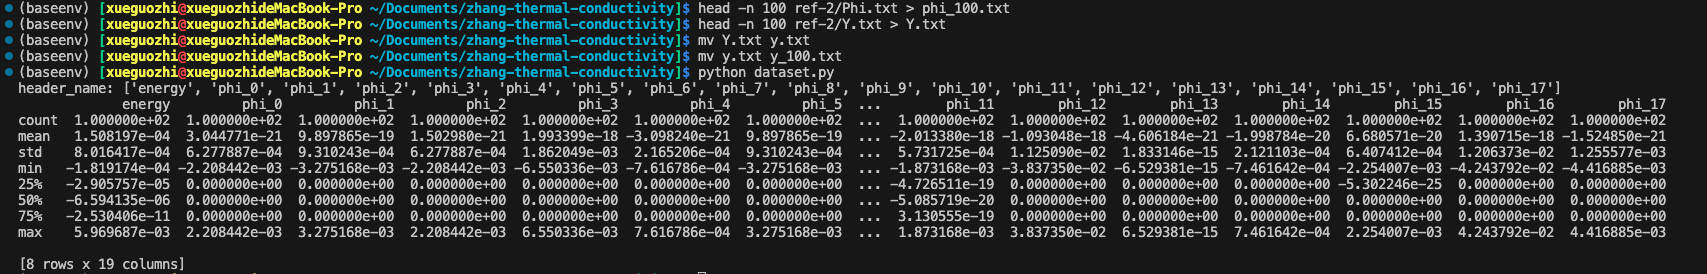 (baseenv) [xueguozhi@xueguozhideMacBook-Pro ~/Documents/zhang-thermal-conductivity]$ head -n 100 ref-2/Phi.txt > phi_100.txt
(baseenv) [xueguozhi@xueguozhideMacBook-Pro ~/Documents/zhang-thermal-conductivity]$ head -n 100 ref-2/Y.txt > Y.txt
(baseenv) [xueguozhi@xueguozhideMacBook-Pro ~/Documents/zhang-thermal-conductivity]$ mv Y.txt y.txt
(baseenv) [xueguozhi@xueguozhideMacBook-Pro ~/Documents/zhang-thermal-conductivity]$ mv y.txt y_100.txt
(baseenv) [xueguozhi@xueguozhideMacBook-Pro ~/Documents/zhang-thermal-conductivity]$ python dataset.py
header_name: ['energy', 'phi_0', 'phi_1', 'phi_2', 'phi_3', 'phi_4', 'phi_5', 'phi_6', 'phi_7', 'phi_8', 'phi_9', 'phi_10', 'phi_11', 'phi_12', 'phi_13', 'phi_14', 'phi_15', 'phi_16', 'phi_17']
energy phi_0 phi_1 phi_2 phi_3 phi_4 phi_5 ... phi_11 phi_12 phi_13 phi_14 phi_15 phi_16 phi_17
count 1.000000e+02 1.000000e+02 1.000000e+02 1.000000e+02 1.000000e+02 1.000000e+02 1.000000e+02 ... 1.000000e+02 1.000000e+02 1.000000e+02 1.000000e+02 1.000000e+02 1.000000e+02 1.000000e+02
mean 1.508197e-04 3.044771e-21 9.897865e-19 1.502980e-21 1.993399e-18 -3.098240e-21 9.897865e-19 ... -2.013380e-18 -1.093048e-18 -4.606184e-21 -1.998784e-20 6.680571e-20 1.390715e-18 -1.524850e-21
std 8.016417e-04 6.277887e-04 9.310243e-04 6.277887e-04 1.862049e-03 2.165206e-04 9.310243e-04 ... 5.731725e-04 1.125090e-02 1.833146e-15 2.121103e-04 6.407412e-04 1.206373e-02 1.255577e-03
min -1.819174e-04 -2.208442e-03 -3.275168e-03 -2.208442e-03 -6.550336e-03 -7.616786e-04 -3.275168e-03 ... -1.873168e-03 -3.837350e-02 -6.529381e-15 -7.461642e-04 -2.254007e-03 -4.243792e-02 -4.416885e-03
25% -2.905757e-05 0.000000e+00 0.000000e+00 0.000000e+00 0.000000e+00 0.000000e+00 0.000000e+00 ... -4.726511e-19 0.000000e+00 0.000000e+00 0.000000e+00 -5.302246e-25 0.000000e+00 0.000000e+00
50% -6.594135e-06 0.000000e+00 0.000000e+00 0.000000e+00 0.000000e+00 0.000000e+00 0.000000e+00 ... -5.085719e-20 0.000000e+00 0.000000e+00 0.000000e+00 0.000000e+00 0.000000e+00 0.000000e+00
75% -2.530406e-11 0.000000e+00 0.000000e+00 0.000000e+00 0.000000e+00 0.000000e+00 0.000000e+00 ... 3.130555e-19 0.000000e+00 0.000000e+00 0.000000e+00 0.000000e+00 0.000000e+00 0.000000e+00
max 5.969687e-03 2.208442e-03 3.275168e-03 2.208442e-03 6.550336e-03 7.616786e-04 3.275168e-03 ... 1.873168e-03 3.837350e-02 6.529381e-15 7.461642e-04 2.254007e-03 4.243792e-02 4.416885e-03
[8 rows x 19 columns]